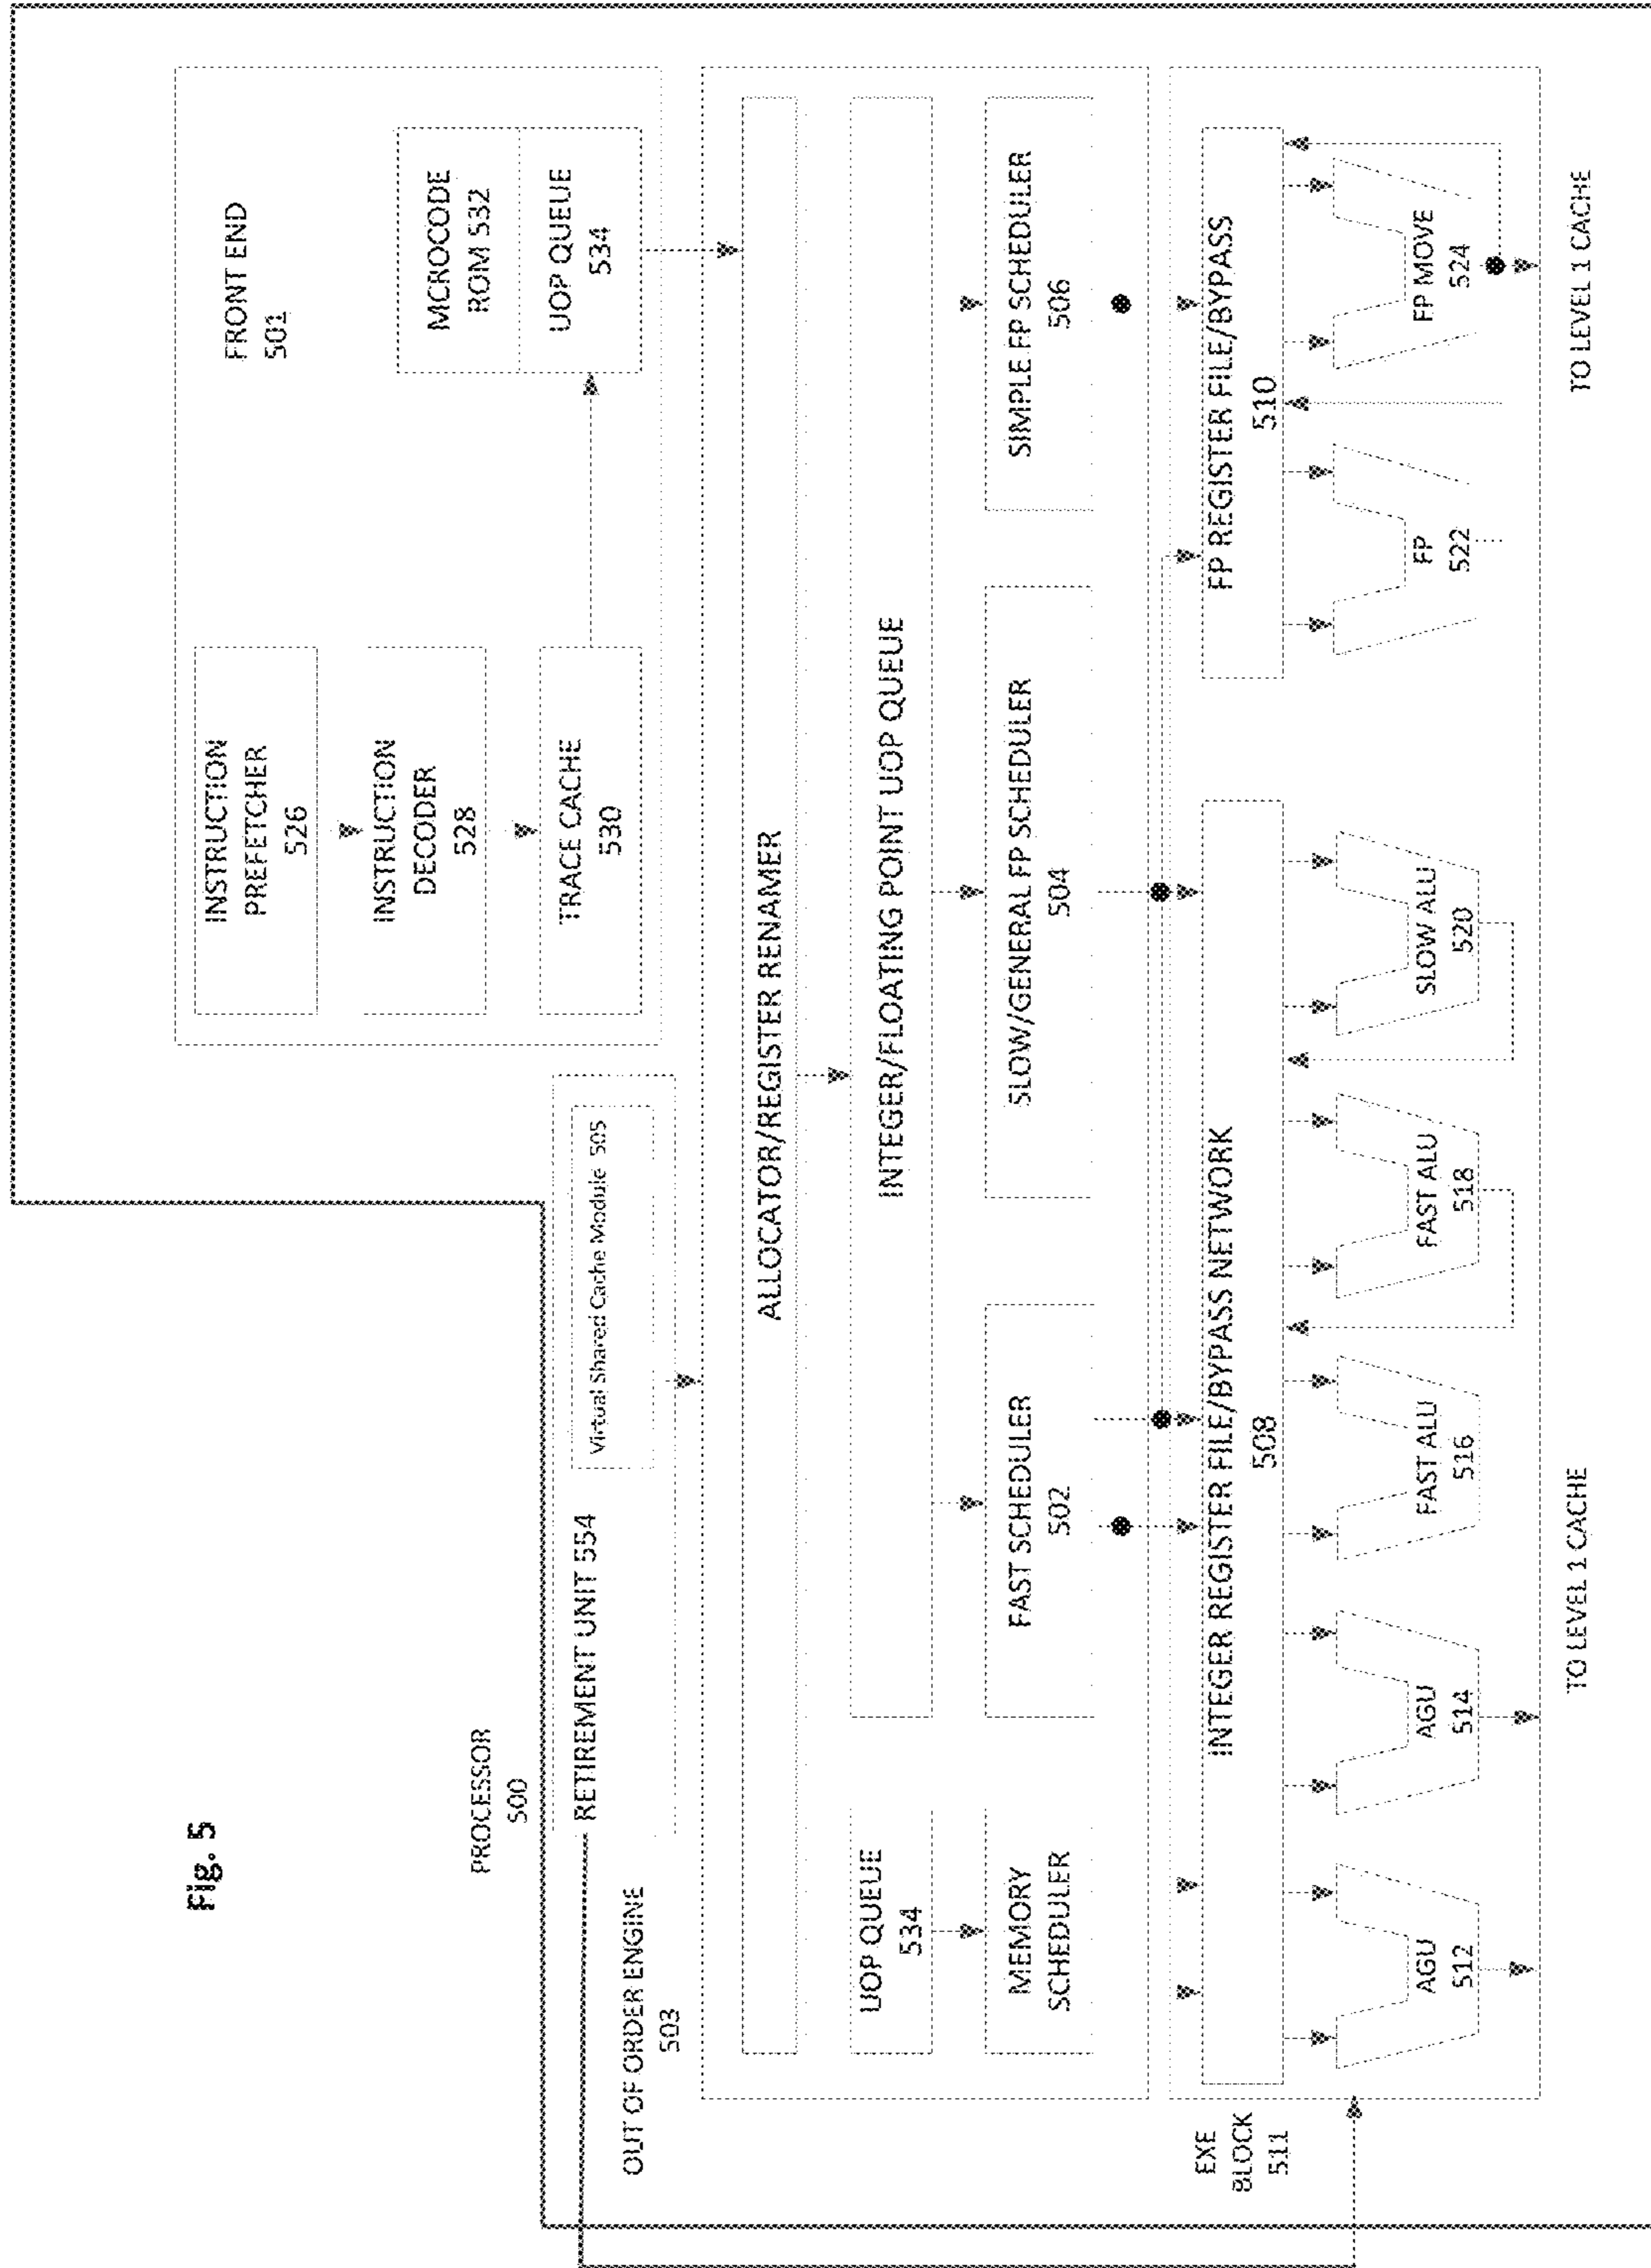 Fig. 5
PROCESSOR
500
FRONT END
501
INSTRUCTION
PREFETCHER
526
INSTRUCTION
DECODER
528
TRACE CACHE
530
MCROCODE
ROM 532
UOP QUEUE
534
RETIREMENT UNIT 554
Virtual Shared Cache Module 505
OUT OF ORDER ENGINE
503
ALLOCATOR/REGISTER RENAMER
UOP QUEUE
534
INTEGER/FLOATING POINT UOP QUEUE
MEMORY
SCHEDULER
FAST SCHEDULER
502
SLOW/GENERAL FP SCHEDULER
504
SIMPLE FP SCHEDULER
506
EXE
BLOCK
511
INTEGER REGISTER FILE/BYPASS NETWORK
508
FP REGISTER FILE/BYPASS
510
AGU
512
AGU
514
FAST ALU
516
FAST ALU
518
SLOW ALU
520
FP
522
FP MOVE
524
TO LEVEL 1 CACHE
TO LEVEL 1 CACHE